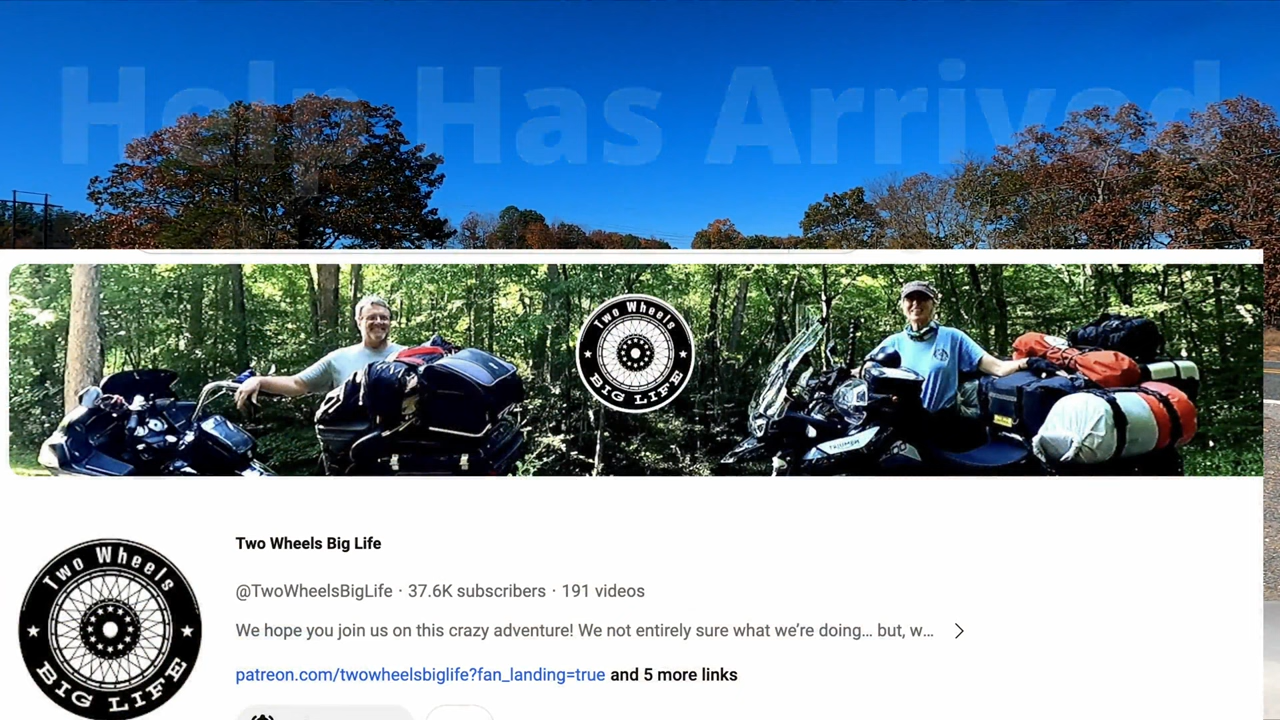 Help Has Arrived
Two Wheels
BIG LIFE
TRIUMPH
Two Wheels
BIG LIFE
Two Wheels Big Life
@TwoWheelsBigLife · 37.6K subscribers · 191 videos
We hope you join us on this crazy adventure! We not entirely sure what we’re doing… but, w…
patreon.com/twowheelsbiglife?fan_landing=true and 5 more links